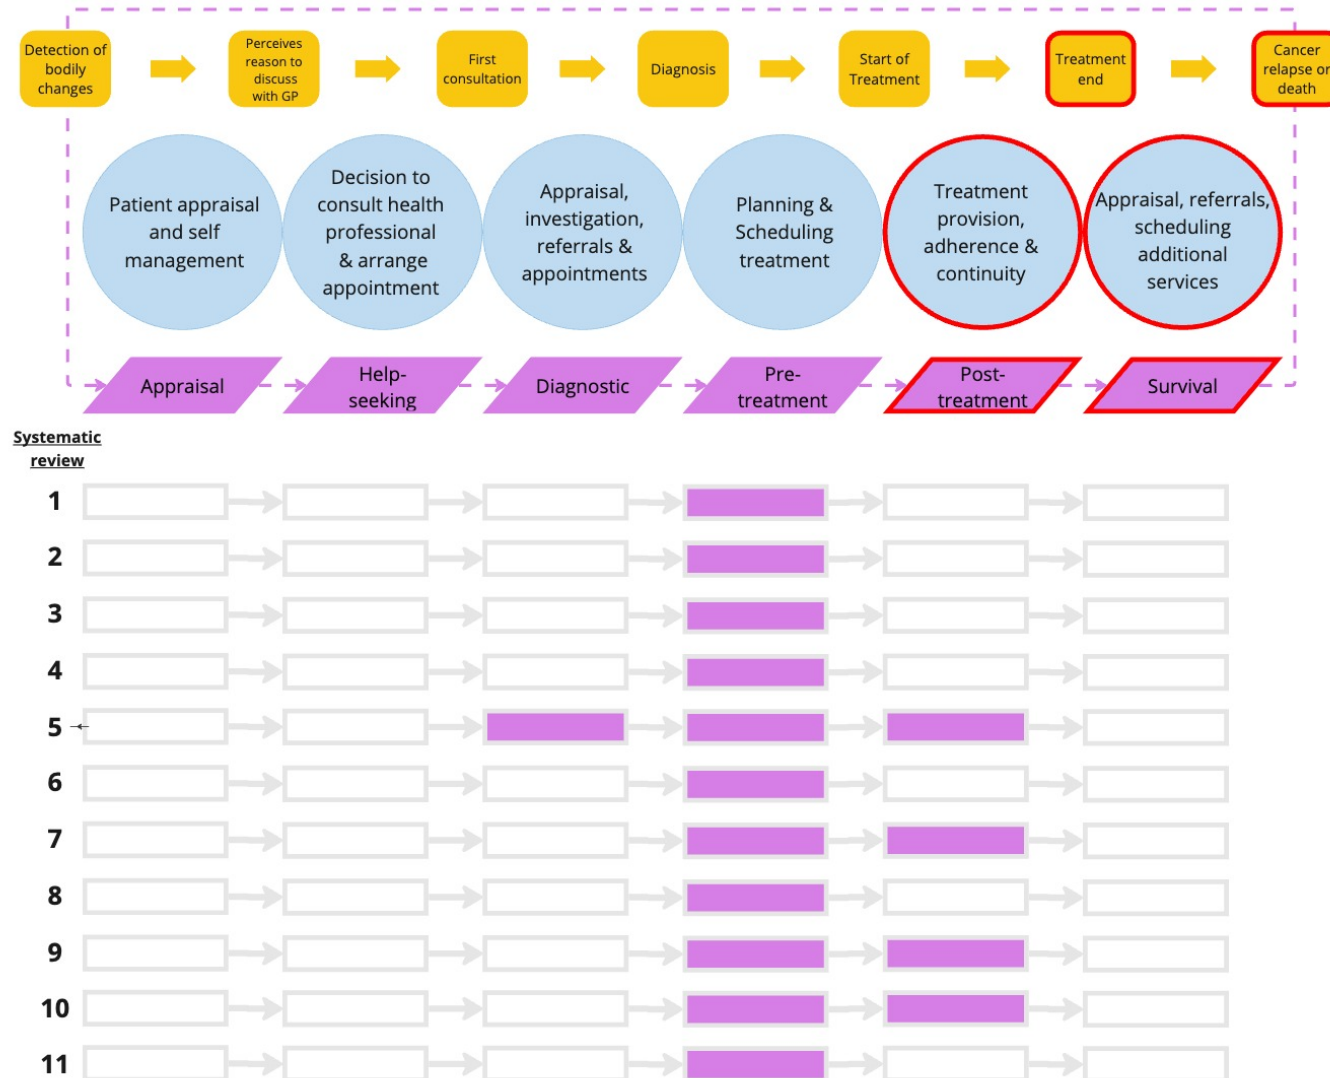 Detection of
bodily
changes
Perceives
reason to
discuss
with GP
First
consultation
Diagnosis
Start of
Treatment
Treatment
end
Cancer
relapse or
death
Patient appraisal
and self
management
Decision to
consult health
professional
& arrange
appointment
Appraisal,
investigation,
referrals &
appointments
Planning &
Scheduling
treatment
Treatment
provision,
adherence &
continuity
Appraisal, referrals,
scheduling
additional
services
Appraisal
Help-
seeking
Diagnostic
Pre-
treatment
Post-
treatment
Survival
Systematic
review
1
2
3
4
5
6
7
8
9
10
11